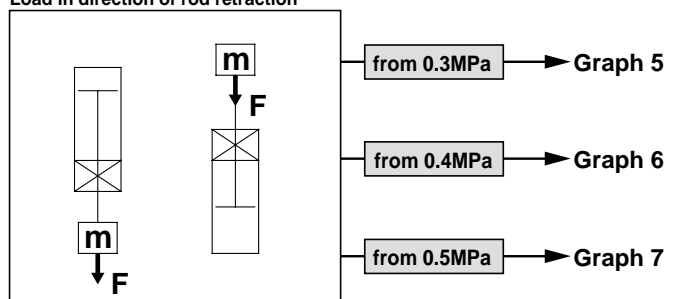 Load in direction of rod retraction
m
F
m
F
from 0.3MPa
Graph 5
from 0.4MPa
Graph 6
from 0.5MPa
Graph 7